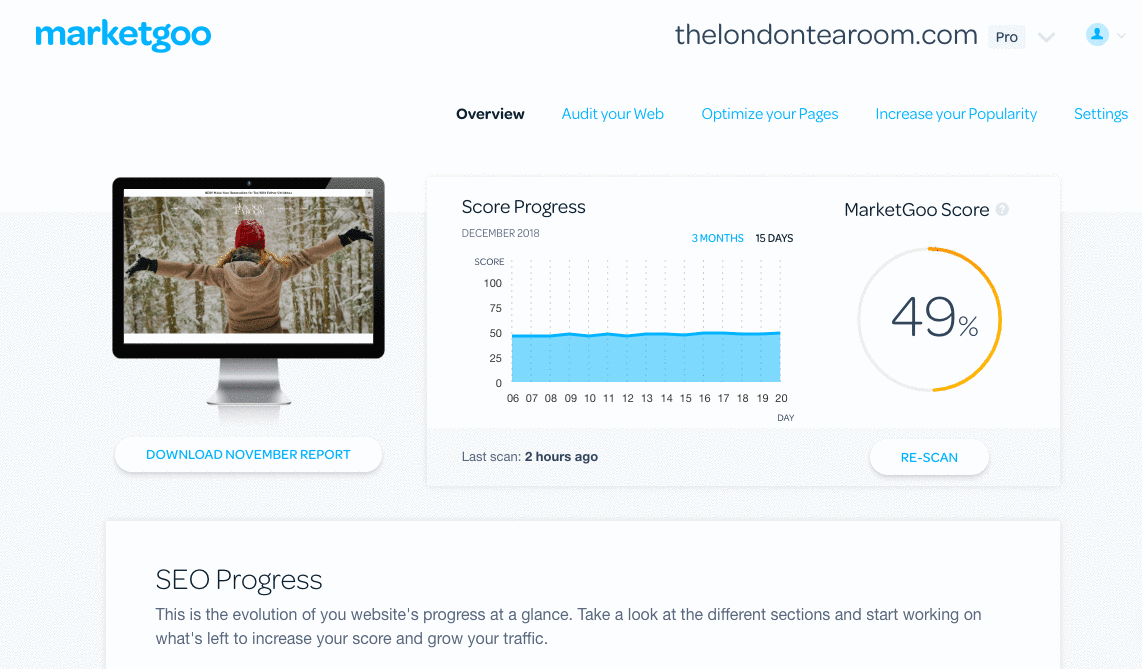 marketgoo
thelondontearoom.com Pro
Overview Audit your Web Optimize your Pages Increase your Popularity Settings
Score Progress
DECEMBER 2018
3 MONTHS 15 DAYS
SCORE
100
75
50
25
0
06 07 08 09 10 11 12 13 14 15 16 17 18 19 20
DAY
MarketGoo Score ?
49%
DOWNLOAD NOVEMBER REPORT
Last scan: 2 hours ago
RE-SCAN
SEO Progress
This is the evolution of you website's progress at a glance. Take a look at the different sections and start working on
what's left to increase your score and grow your traffic.